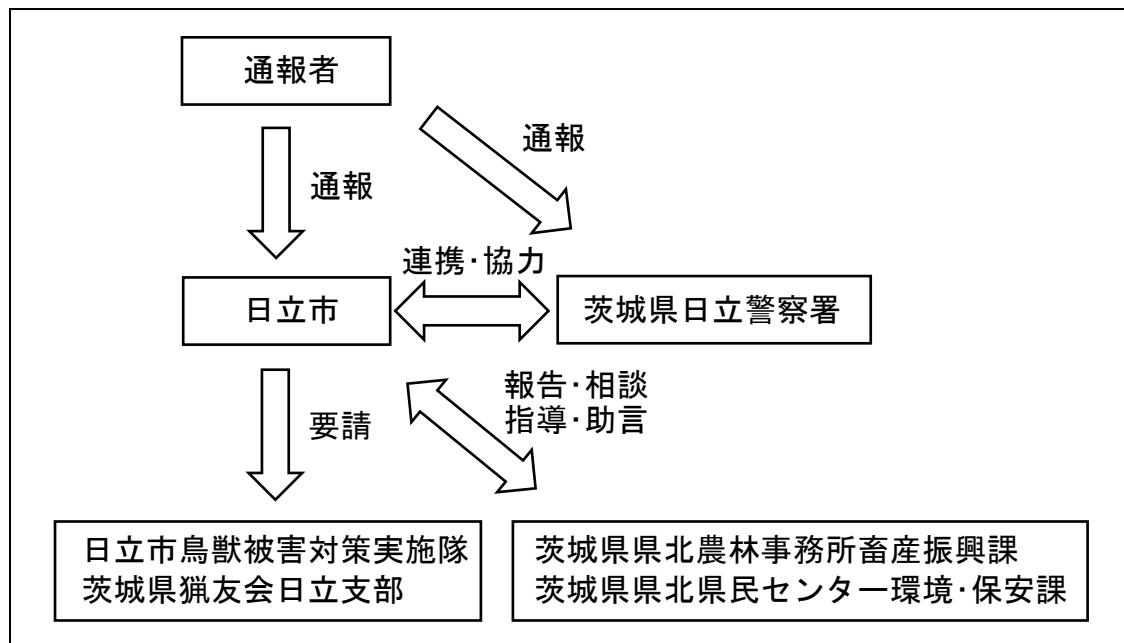 通報者
通報
通報
連携・協力
日立市
茨城県日立警察署
報告・相談
指導・助言
要請
日立市鳥獣被害対策実施隊
茨城県猟友会日立支部
茨城県県北農林事務所畜産振興課
茨城県県北県民センター環境・保安課